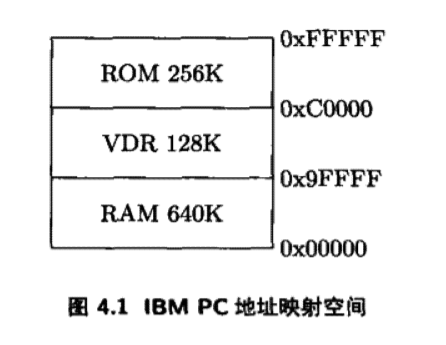 0xFFFFF
ROM 256K
0xC0000
VDR 128K
0x9FFFF
RAM 640K
0x00000
图 4.1 IBM PC 地址映射空间